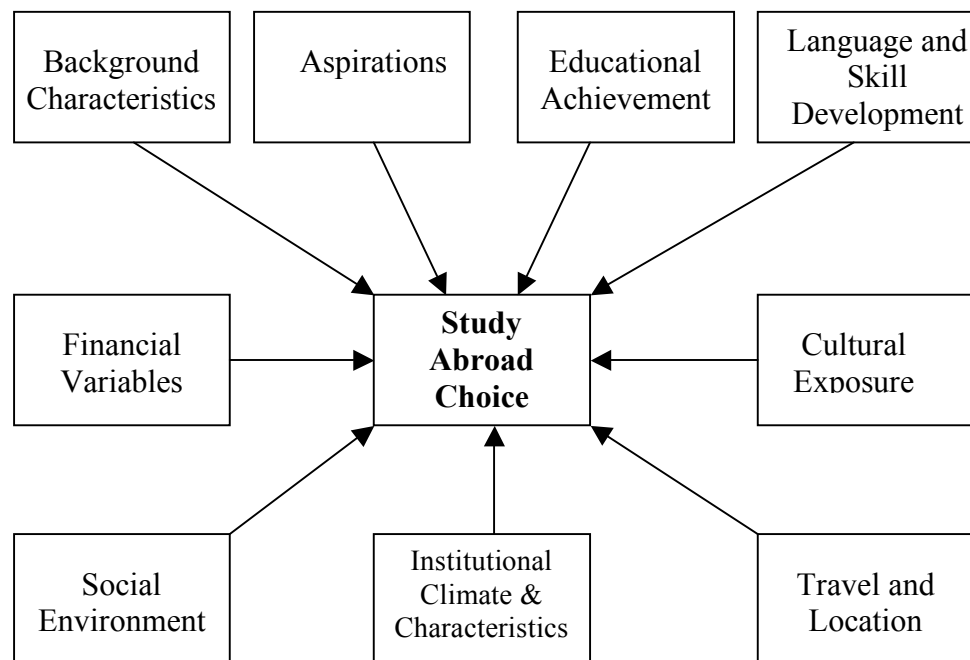 Background
Characteristics
Aspirations
Educational
Achievement
Language and
Skill
Development
Financial
Variables
Study
Abroad
Choice
Cultural
Exposure
Social
Environment
Institutional
Climate &
Characteristics
Travel and
Location